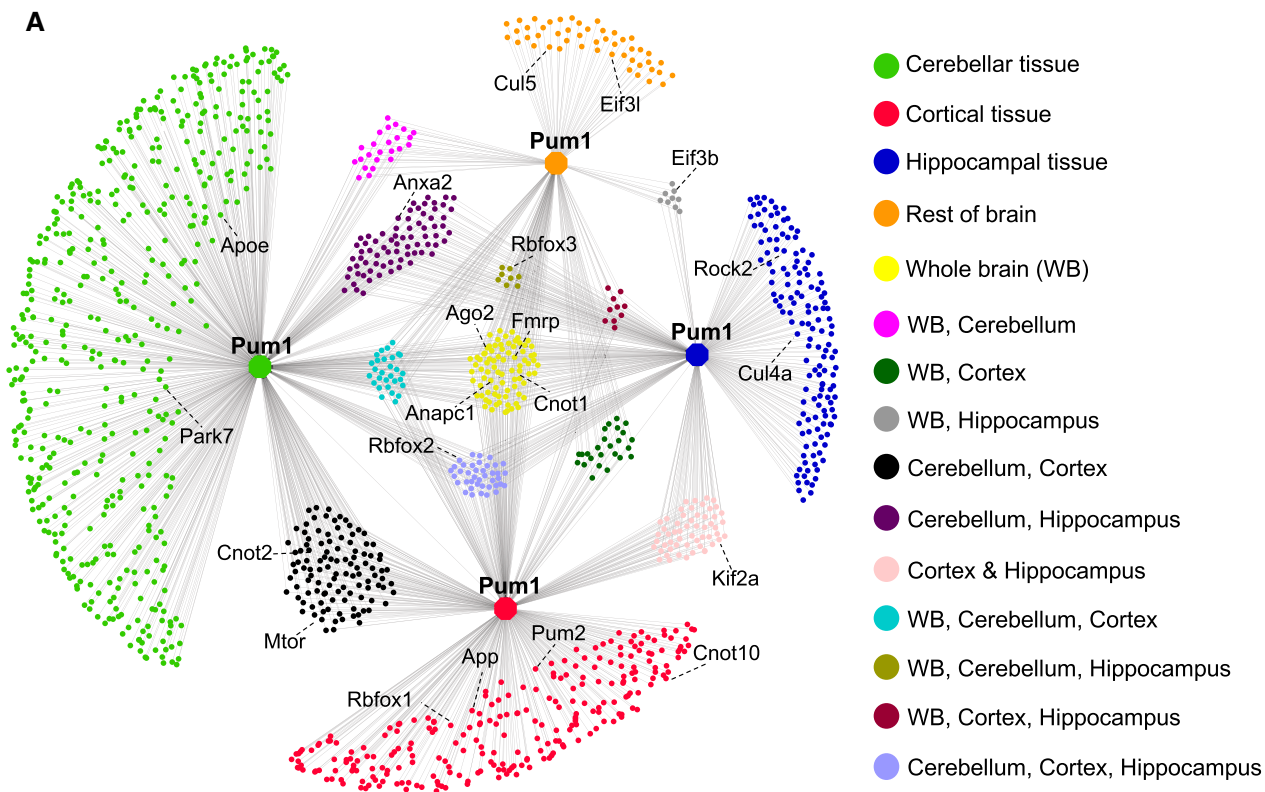 A
Cul5
Eif3l
Pum1
Eif3b
Anxa2
Apoe
Rbfox3
Rock2
Ago2
Fmrp
Pum1
Pum1
Cul4a
Anapc1
Cnot1
Park7
Rbfox2
Cnot2
Kif2a
Pum1
Mtor
Pum2
App
Cnot10
Rbfox1
Cerebellar tissue
Cortical tissue
Hippocampal tissue
Rest of brain
Whole brain (WB)
WB, Cerebellum
WB, Cortex
WB, Hippocampus
Cerebellum, Cortex
Cerebellum, Hippocampus
Cortex & Hippocampus
WB, Cerebellum, Cortex
WB, Cerebellum, Hippocampus
WB, Cortex, Hippocampus
Cerebellum, Cortex, Hippocampus